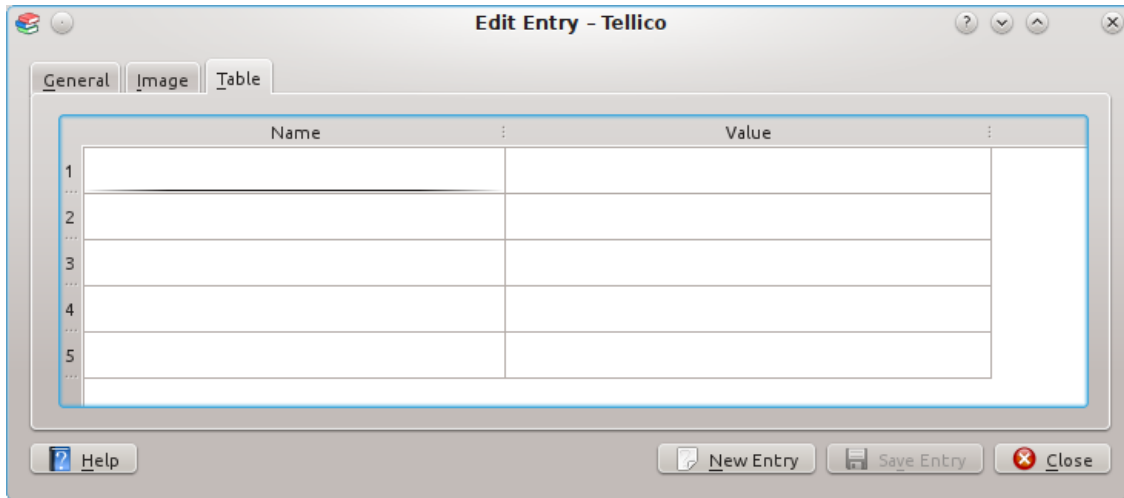 Edit Entry – Tellico
General Image Table
Name Value
1
2
3
4
5
Help New Entry Save Entry Close